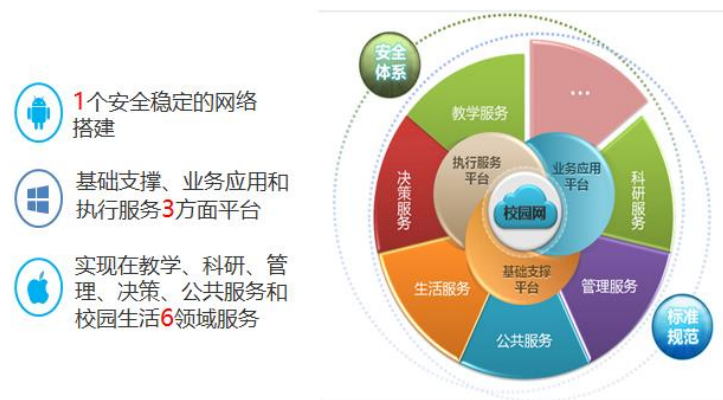 1个安全稳定的网络
搭建
基础支撑、业务应用和
执行服务3方面平台
实现在教学、科研、管
理、决策、公共服务和
校园生活6领域服务
安全
体系
教学服务
...
决策服务
执行服务
平台
业务应用
平台
科研服务
校园网
基础支撑
平台
生活服务
管理服务
公共服务
标准
规范